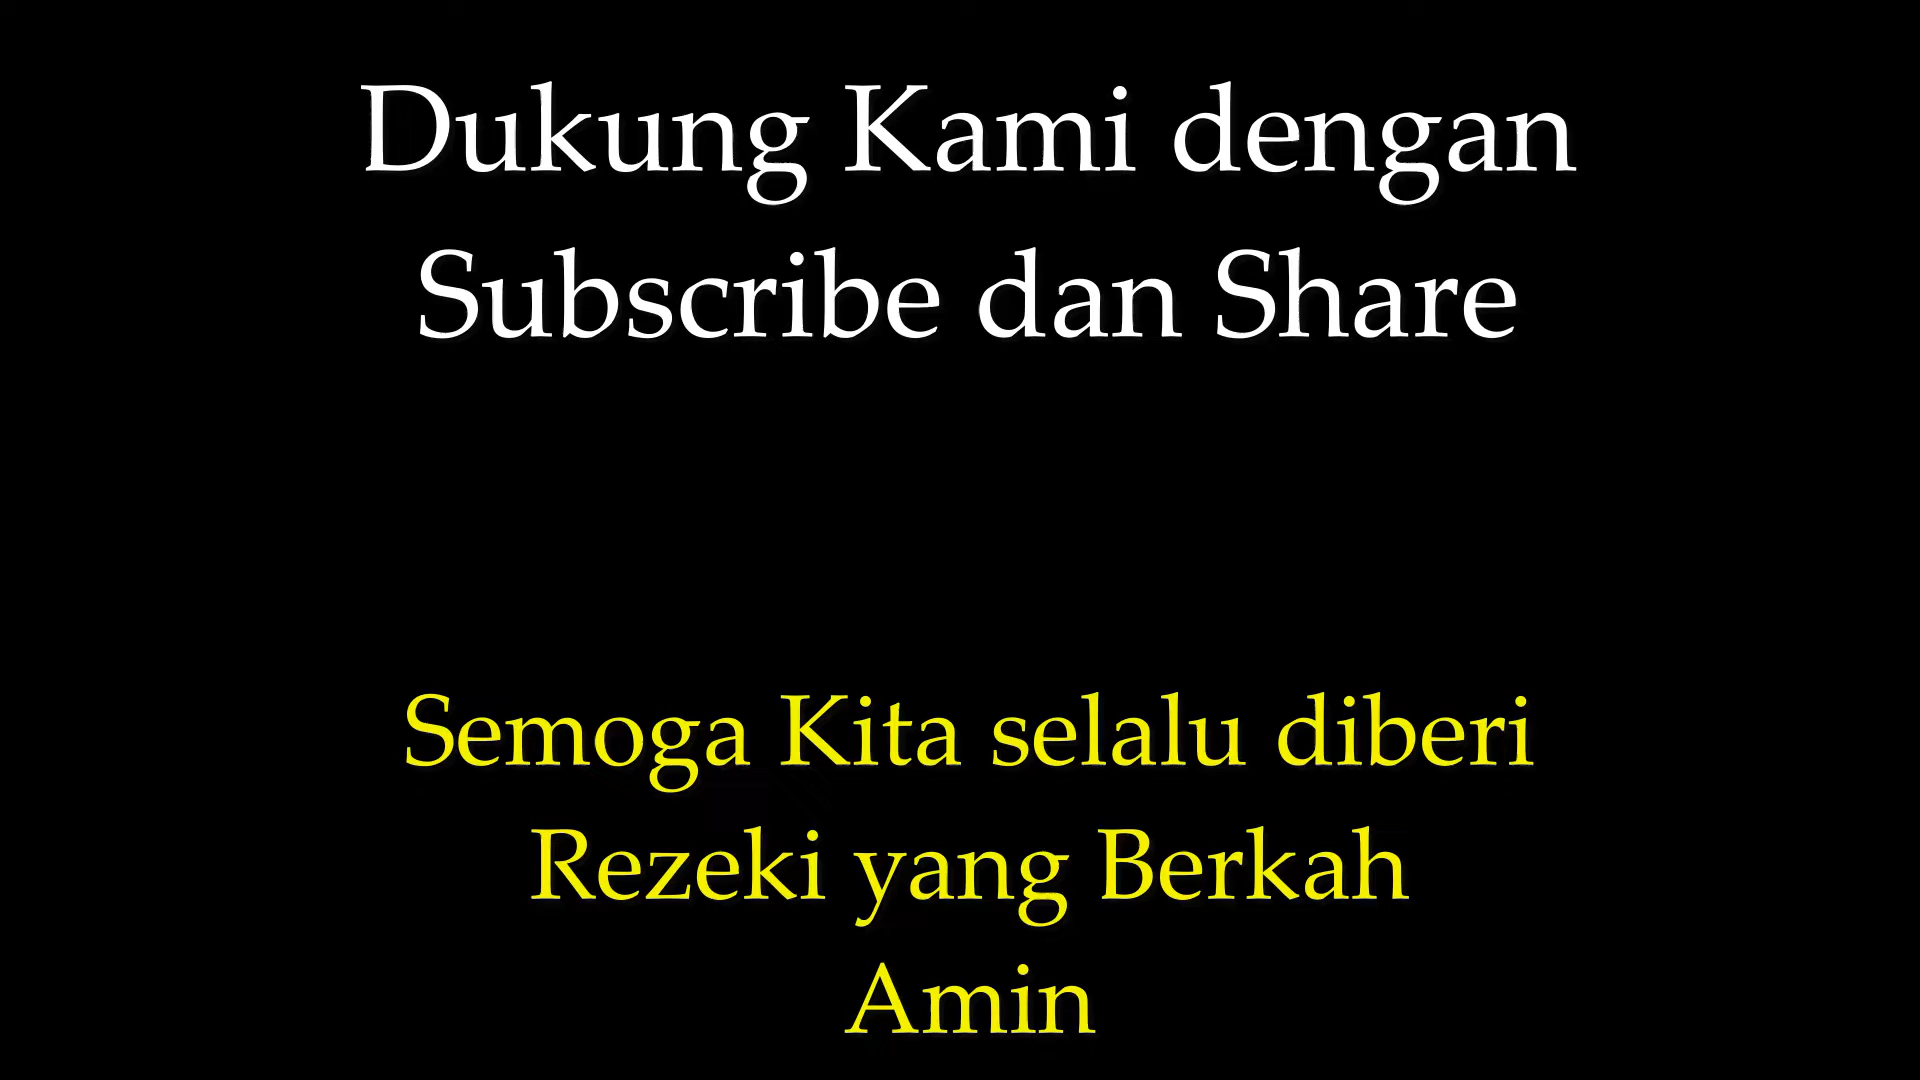 Dukung Kami dengan
Subscribe dan Share
Semoga Kita selalu diberi
Rezeki yang Berkah
Amin